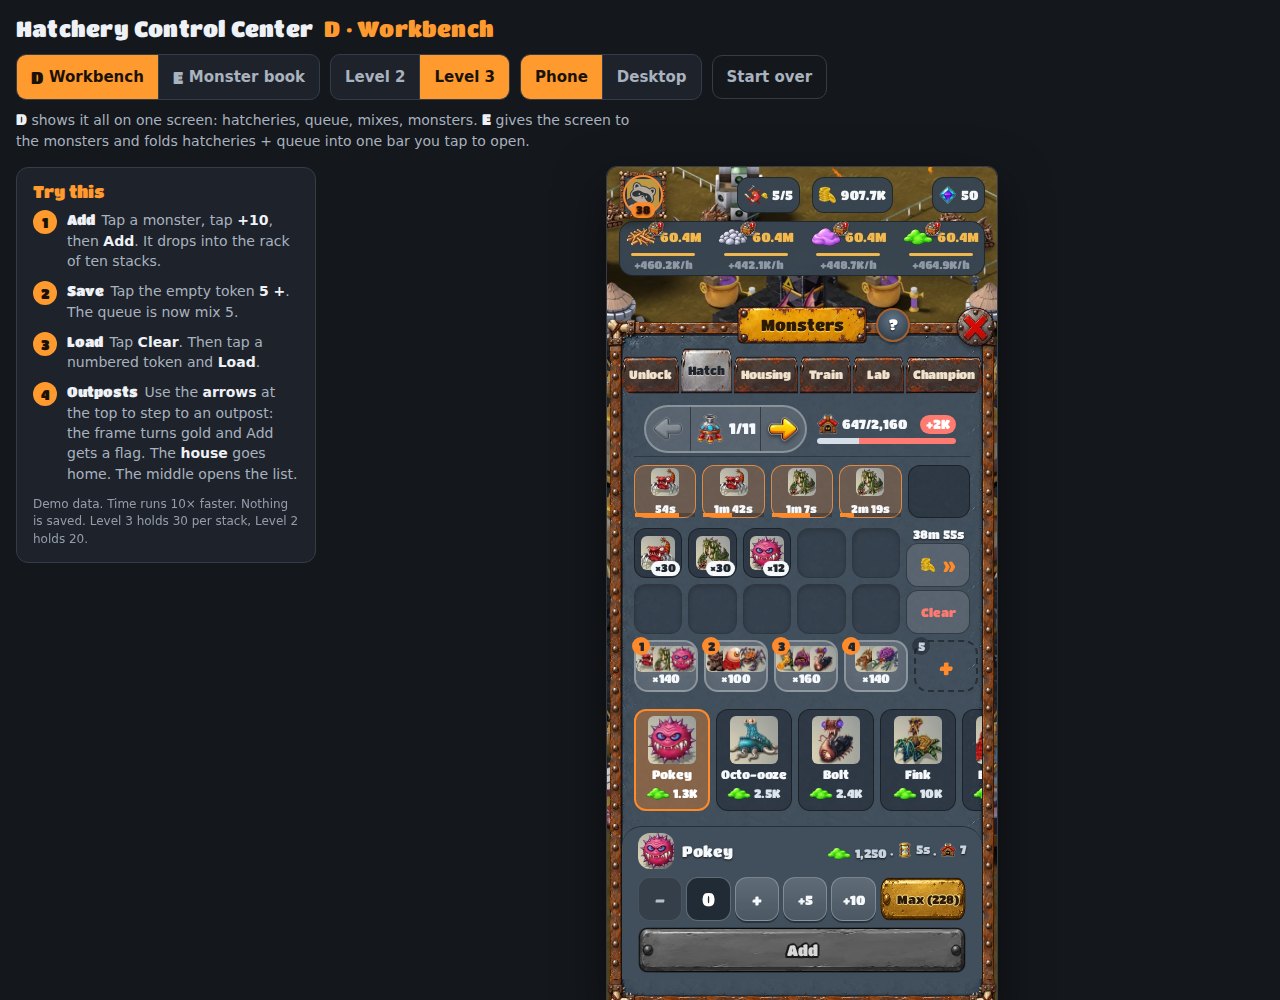 Hatchery Control Center D · Workbench
D Workbench E Monster book Level 2 Level 3 Phone Desktop Start over
D shows it all on one screen: hatcheries, queue, mixes, monsters. E gives the screen to
the monsters and folds hatcheries + queue into one bar you tap to open.
Try this
1 Add Tap a monster, tap +10,
then Add. It drops into the rack
of ten stacks.
2 Save Tap the empty token 5 +.
The queue is now mix 5.
3 Load Tap Clear. Then tap a
numbered token and Load.
4 Outposts Use the arrows at
the top to step to an outpost:
the frame turns gold and Add
gets a flag. The house goes
home. The middle opens the list.
Demo data. Time runs 10× faster. Nothing
is saved. Level 3 holds 30 per stack, Level 2
holds 20.
30 5/5 907.7K 50
60.4M 60.4M 60.4M 60.4M
+460.2K/h +442.1K/h +448.7K/h +464.9K/h
Monsters ?
Unlock Hatch Housing Train Lab Champion
1/11 647/2,160 +2K
54s 1m 42s 1m 7s 2m 19s
38m 55s
×30 ×30 ×12 »
Clear
1 2 3 4 5
×140 ×100 ×160 ×140 +
Pokey Octo-ooze Bolt Fink
1.3K 2.5K 2.4K 10K
Pokey 1,250 · 5s · 7
− 0 + +5 +10 Max (228)
Add